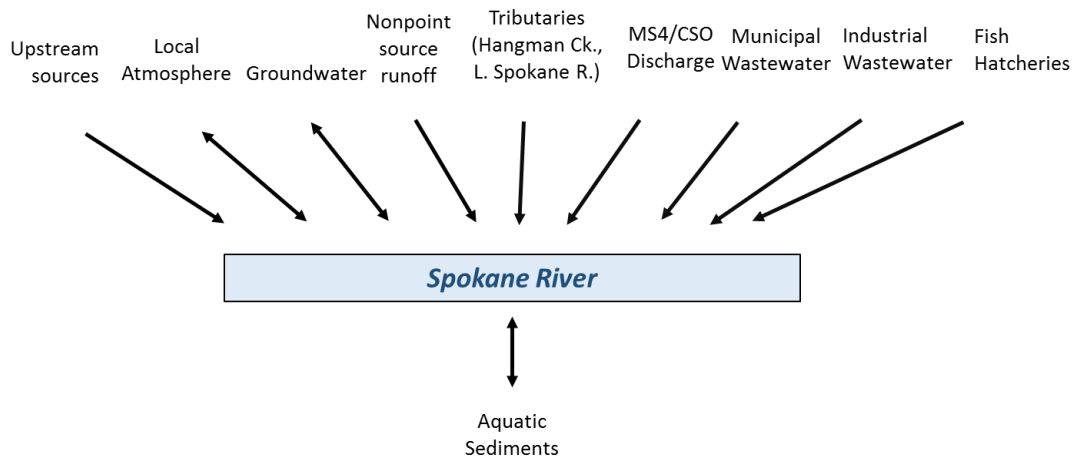 Upstream
sources
Local
Atmosphere
Groundwater
Nonpoint
source
runoff
Tributaries
(Hangman Ck.,
L. Spokane R.)
MS4/CSO
Discharge
Municipal
Wastewater
Industrial
Wastewater
Fish
Hatcheries
Spokane River
Aquatic
Sediments